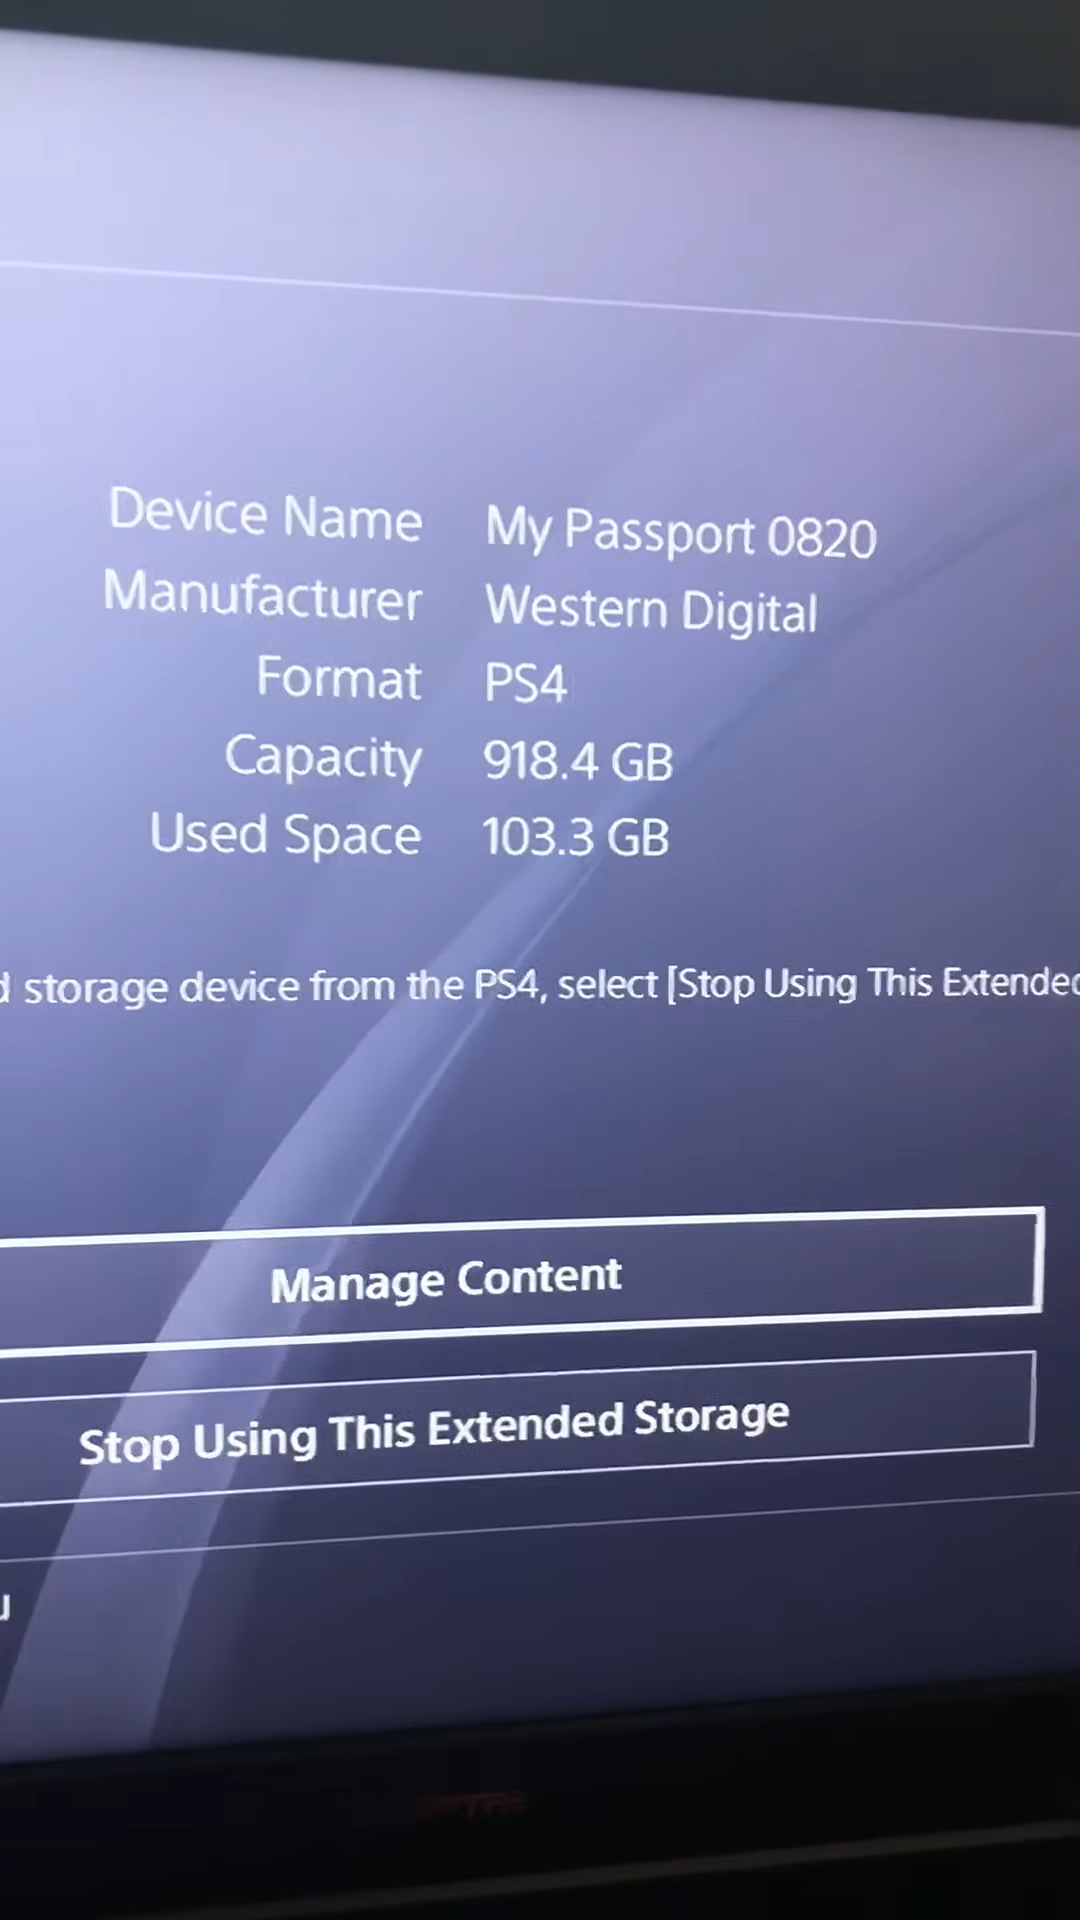 Device Name My Passport 0820
Manufacturer Western Digital
Format PS4
Capacity 918.4 GB
Used Space 103.3 GB
storage device from the PS4, select [Stop Using This Extended
Manage Content
Stop Using This Extended Storage